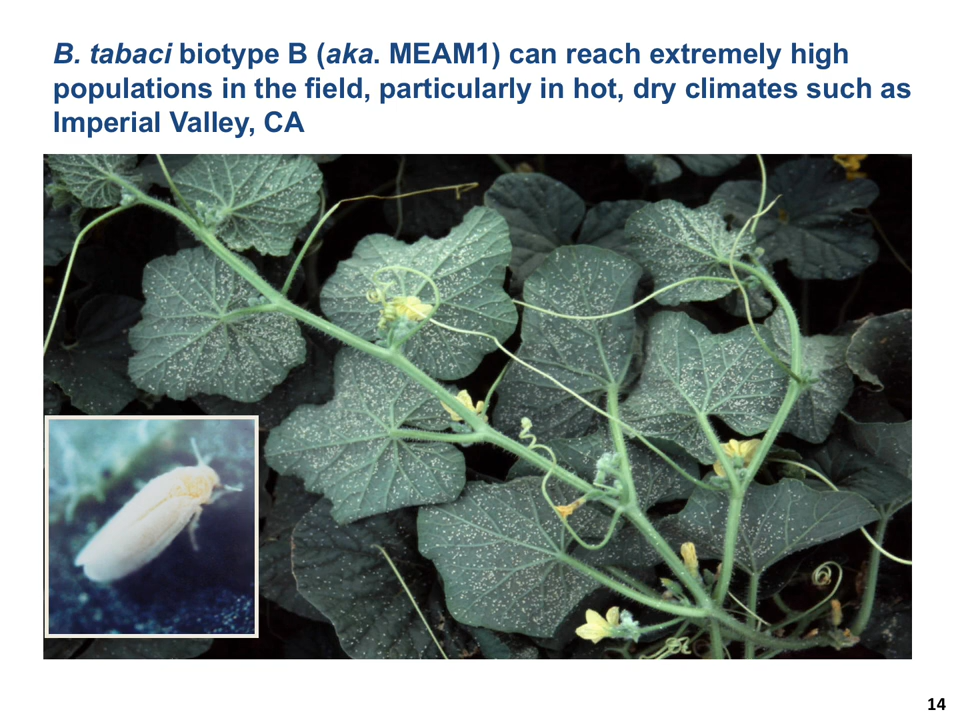 B. tabaci biotype B (aka. MEAM1) can reach extremely high
populations in the field, particularly in hot, dry climates such as
Imperial Valley, CA
14